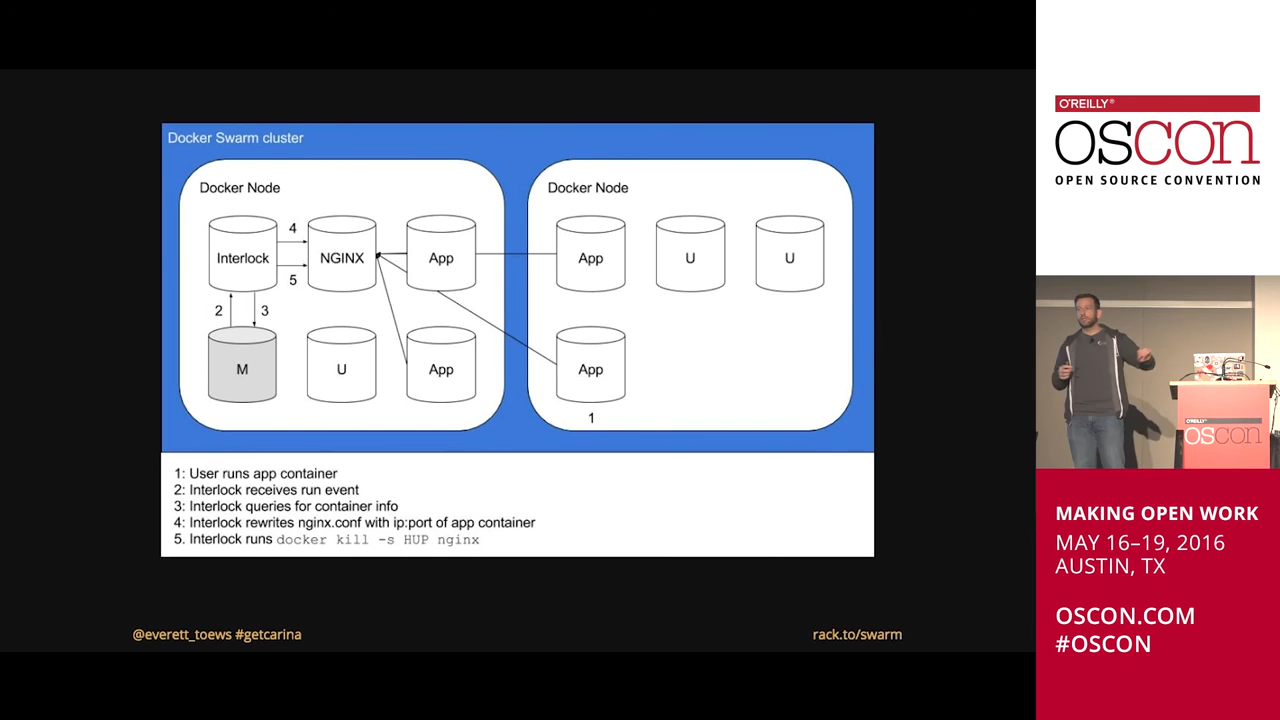 Docker Swarm cluster
Docker Node
Interlock
4
5
NGINX
App
2
3
M
U
App
Docker Node
App
U
U
App
1
1: User runs app container
2: Interlock receives run event
3: Interlock queries for container info
4: Interlock rewrites nginx.conf with ip:port of app container
5. Interlock runs docker kill -s HUP nginx
@everett_toews #getcarina
rack.to/swarm
O'REILLY®
OSCON
OPEN SOURCE CONVENTION
O'REILLY
OSCON
MAKING OPEN WORK
MAY 16–19, 2016
AUSTIN, TX
OSCON.COM
#OSCON